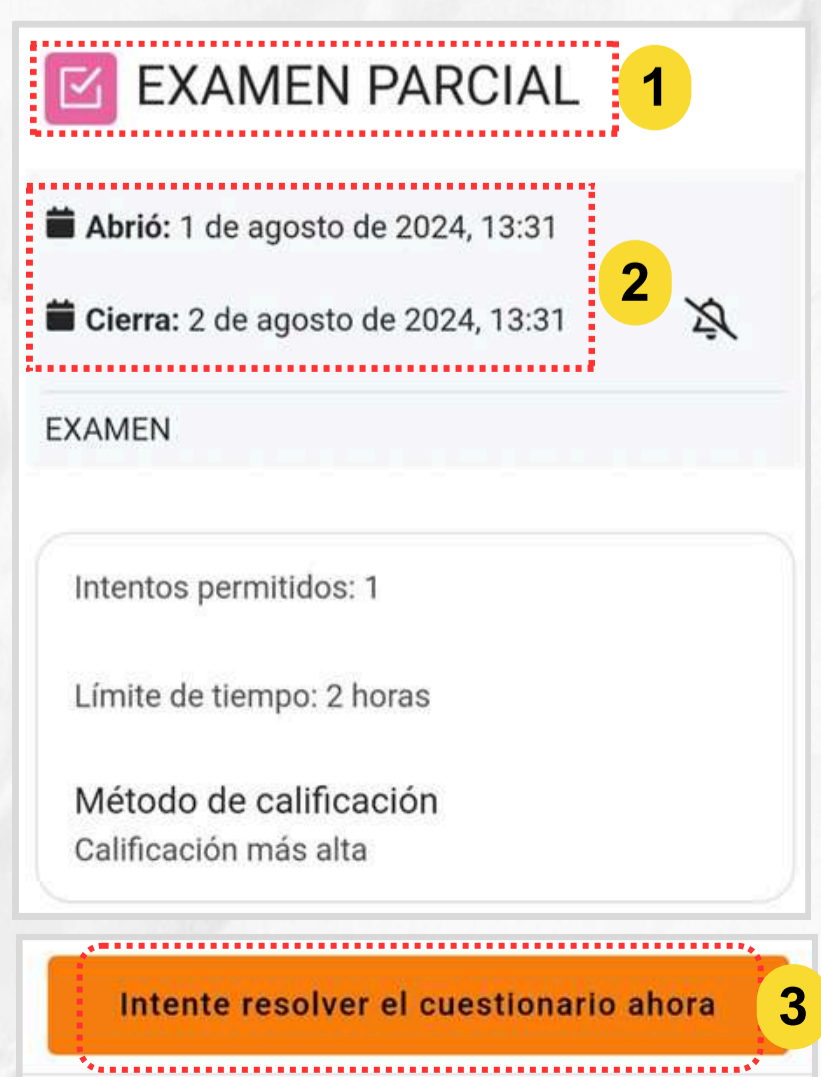 EXAMEN PARCIAL 1
Abrió: 1 de agosto de 2024, 13:31
2
Cierra: 2 de agosto de 2024, 13:31
EXAMEN
Intentos permitidos: 1
Límite de tiempo: 2 horas
Método de calificación
Calificación más alta
Intente resolver el cuestionario ahora 3